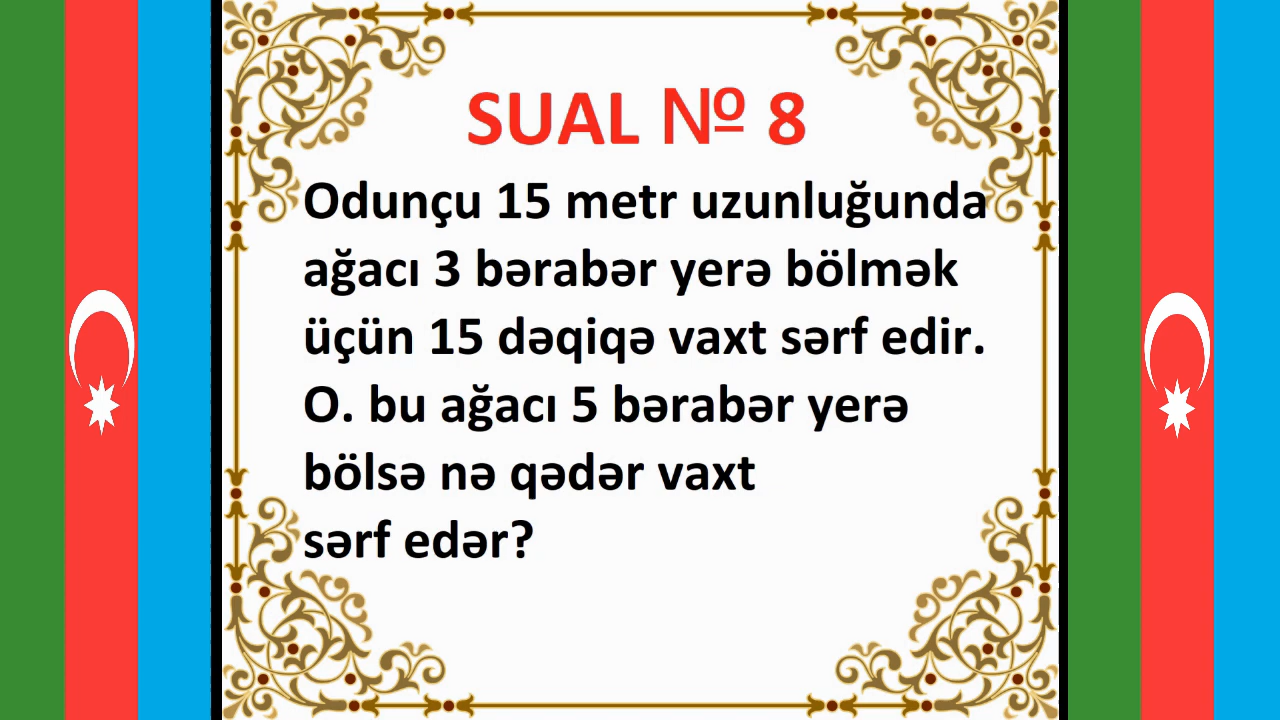 SUAL № 8
Odunçu 15 metr uzunluğunda
ağacı 3 bərabər yerə bölmək
üçün 15 dəqiqə vaxt sərf edir.
O. bu ağacı 5 bərabər yerə
bölsə nə qədər vaxt
sərf edər?